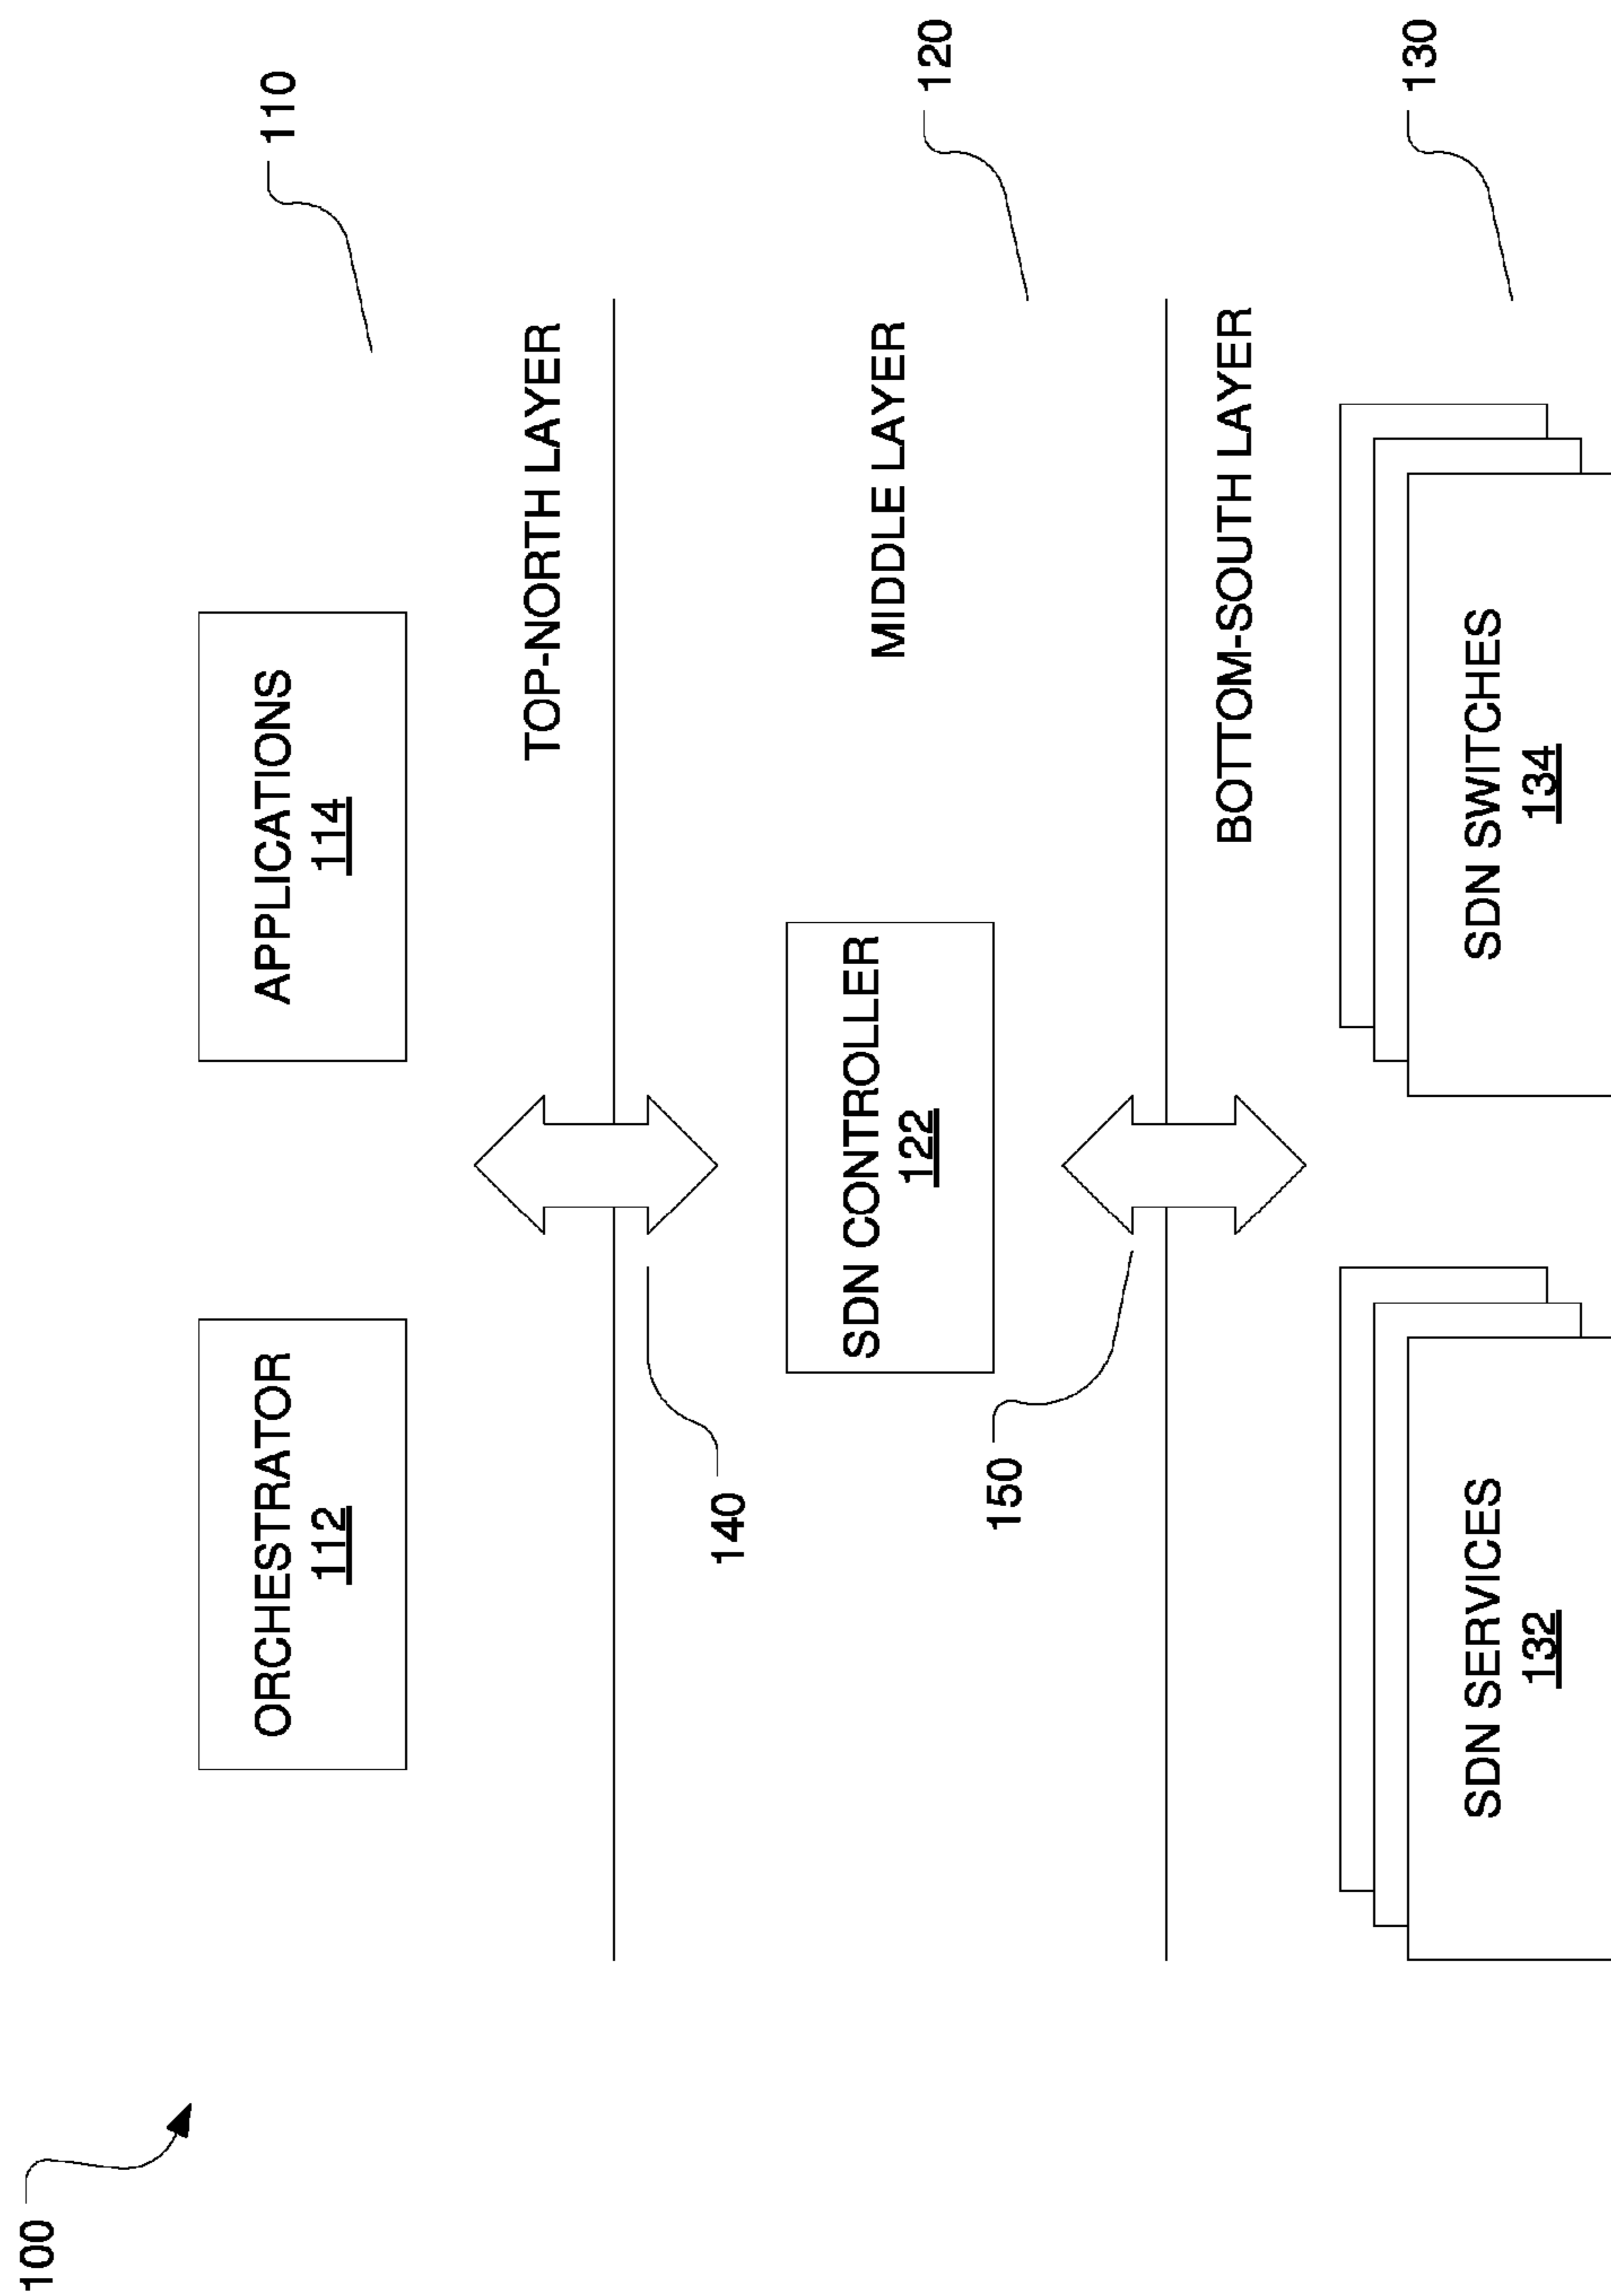 100
110
ORCHESTRATOR
112
APPLICATIONS
114
TOP-NORTH LAYER
140
120
SDN CONTROLLER
122
MIDDLE LAYER
150
BOTTOM-SOUTH LAYER
130
SDN SERVICES
132
SDN SWITCHES
134